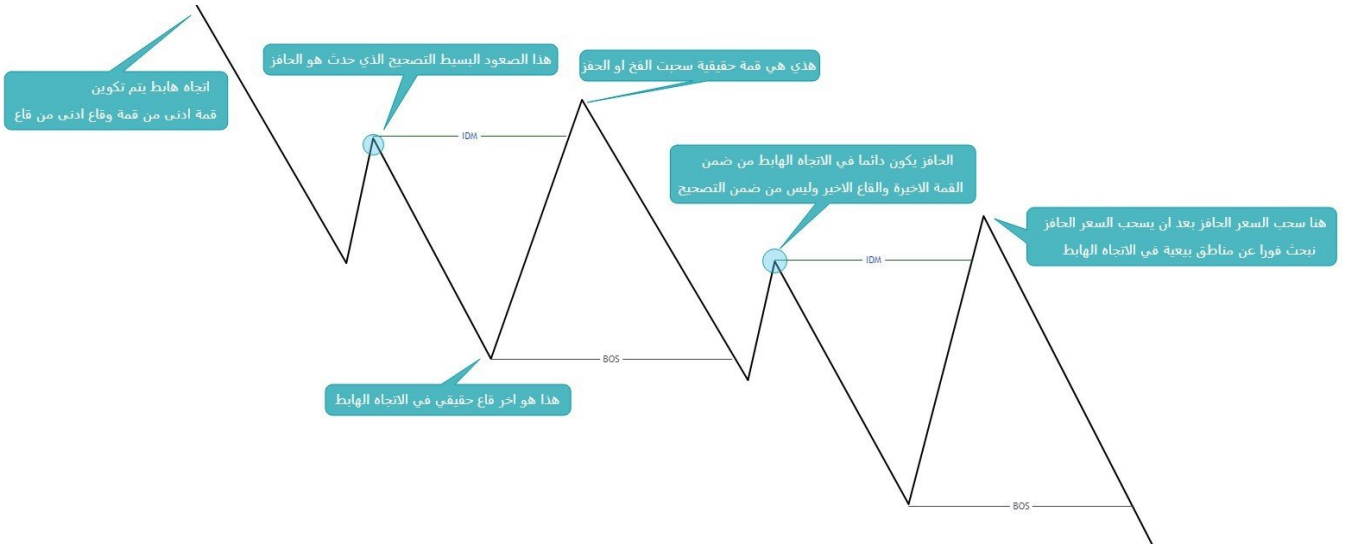 اتجاه هابط يتم تكوين
قمة ادنى من قمة وقاع ادنى من قاع
هذا الصعود البسيط التصحيح الذي حدث هو الحافز
هذي هي قمة حقيقية سحبت الفخ او الحفز
IDM
الحافز يكون دائما في الاتجاه الهابط من ضمن
القمة الاخيرة والقاع الاخير وليس من ضمن التصحيح
هنا سحب السعر الحافز بعد ان يسحب السعر الحافز
نبحث فورا عن مناطق بيعية في الاتجاه الهابط
IDM
BOS
هذا هو اخر قاع حقيقي في الاتجاه الهابط
BOS